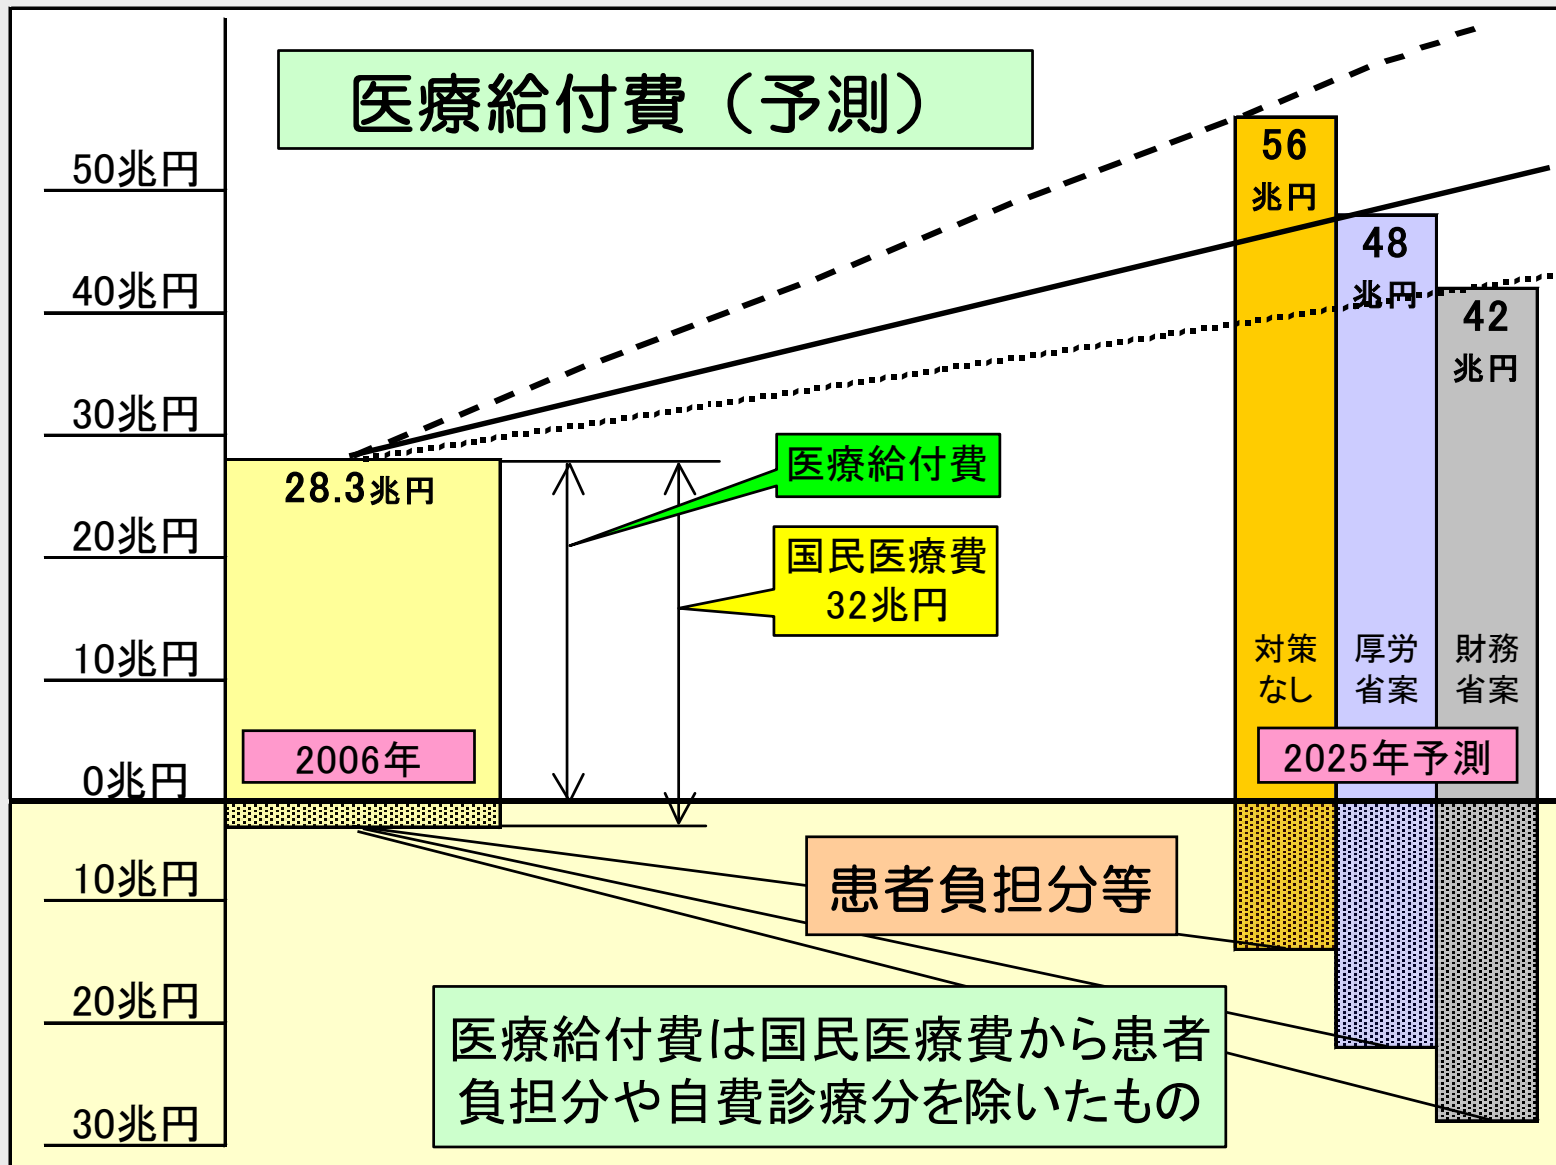 医療給付費（予測）
50兆円
40兆円
30兆円
20兆円
10兆円
0兆円
10兆円
20兆円
30兆円
28.3兆円
2006年
医療給付費
国民医療費
32兆円
56
兆円
対策
なし
48
兆円
厚労
省案
42
兆円
財務
省案
2025年予測
患者負担分等
医療給付費は国民医療費から患者
負担分や自費診療分を除いたもの